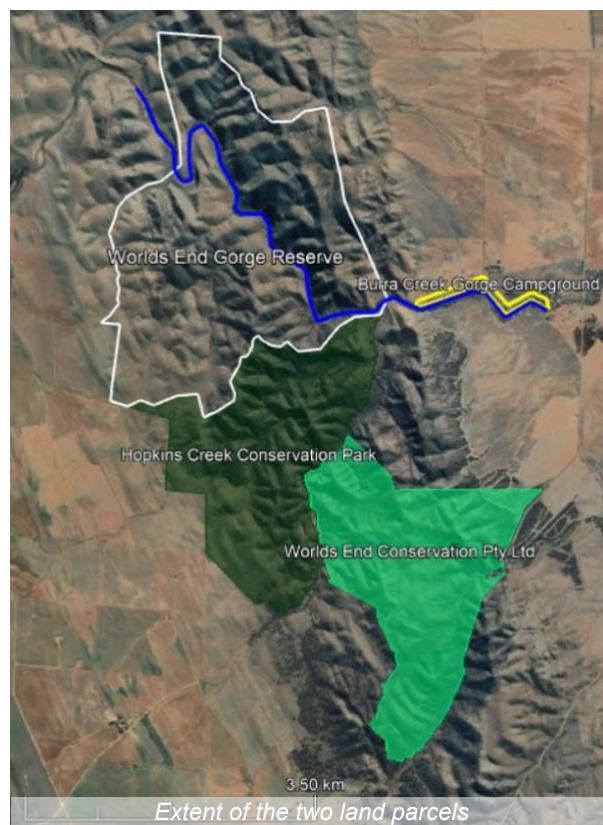 Worlds End Gorge Reserve
Burra Creek Gorge Campground
Hopkins Creek Conservation Park
Worlds End Conservation Pty Ltd
3.50 km
Extent of the two land parcels